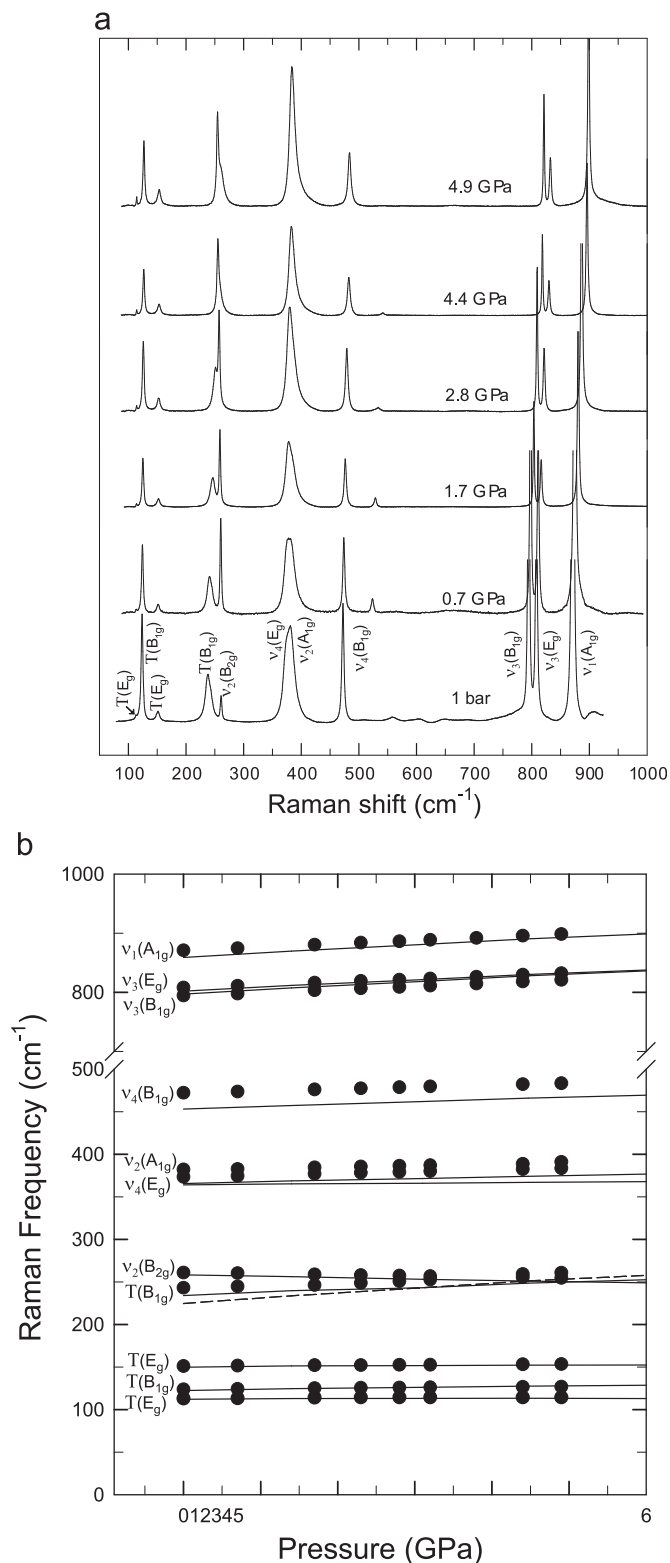 a
4.9 GPa
4.4 GPa
2.8 GPa
1.7 GPa
0.7 GPa
1 bar
T(Eg)
T(B1g)
T(Eg)
T(B1g)
ν2(B2g)
ν4(Eg)
ν2(A1g)
ν4(B1g)
ν3(B1g)
ν3(Eg)
ν1(A1g)
100 200 300 400 500 600 700 800 900 1000
Raman shift (cm-1)
b
Raman Frequency (cm-1)
1000
ν1(A1g)
ν3(Eg)
800
ν3(B1g)
500
ν4(B1g)
400
ν2(A1g)
ν4(Eg)
300
ν2(B2g)
T(B1g)
200
T(Eg)
T(B1g)
T(Eg)
100
0
012345 6
Pressure (GPa)